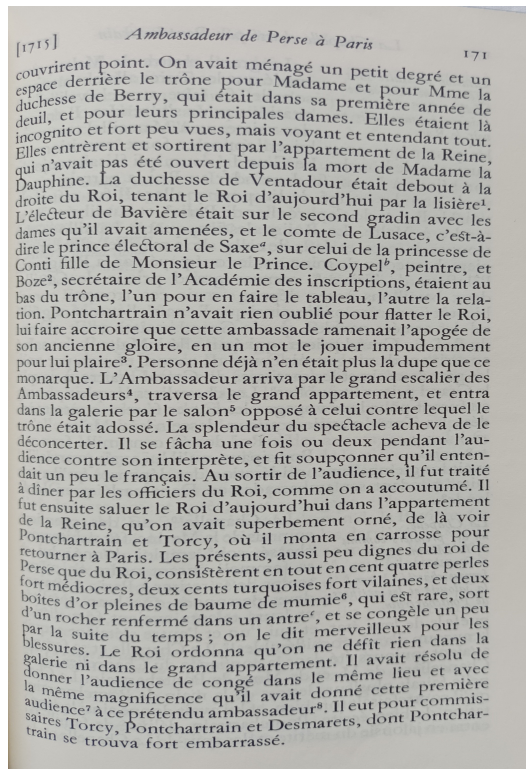 [1715]
Ambassadeur de Perse à Paris
171
couvrirent point. On avait ménagé un petit degré et un
espace derrière le trône pour Madame et pour Mme la
duchesse de Berry, qui était dans sa première année de
deuil, et pour leurs principales dames. Elles étaient là
incognito et fort peu vues, mais voyant et entendant tout.
Elles entrèrent et sortirent par l'appartement de la Reine,
qui n'avait pas été ouvert depuis la mort de Madame la
Dauphine. La duchesse de Ventadour était debout à la
droite du Roi, tenant le Roi d'aujourd'hui par la lisière¹.
L'électeur de Bavière était sur le second gradin avec les
dames qu'il avait amenées, et le comte de Lusace, c'est-à-
dire le prince électoral de Saxeᵃ, sur celui de la princesse de
Conti fille de Monsieur le Prince. Coypelᵇ, peintre, et
Boze², secrétaire de l'Académie des inscriptions, étaient au
bas du trône, l'un pour en faire le tableau, l'autre la rela-
tion. Pontchartrain n'avait rien oublié pour flatter le Roi,
lui faire accroire que cette ambassade ramenait l'apogée de
son ancienne gloire, en un mot le jouer impudemment
pour lui plaire³. Personne déjà n'en était plus la dupe que ce
monarque. L'Ambassadeur arriva par le grand escalier des
Ambassadeurs⁴, traversa le grand appartement, et entra
dans la galerie par le salon⁵ opposé à celui contre lequel le
trône était adossé. La splendeur du spectacle acheva de le
déconcerter. Il se fâcha une fois ou deux pendant l'au-
dience contre son interprète, et fit soupçonner qu'il enten-
dait un peu le français. Au sortir de l'audience, il fut traité
à dîner par les officiers du Roi, comme on a accoutumé. Il
fut ensuite saluer le Roi d'aujourd'hui dans l'appartement
de la Reine, qu'on avait superbement orné, de là voir
Pontchartrain et Torcy, où il monta en carrosse pour
retourner à Paris. Les présents, aussi peu dignes du roi de
Perse que du Roi, consistèrent en tout en cent quatre perles
fort médiocres, deux cents turquoises fort vilaines, et deux
boîtes d'or pleines de baume de mumie⁶, qui est rare, sort
d'un rocher renfermé dans un antreᶜ, et se congèle un peu
par la suite du temps ; on le dit merveilleux pour les
blessures. Le Roi ordonna qu'on ne défît rien dans la
galerie ni dans le grand appartement. Il avait résolu de
donner l'audience de congé dans le même lieu et avec
la même magnificence qu'il avait donné cette première
audience⁷ à ce prétendu ambassadeur⁸. Il eut pour commis-
saires Torcy, Pontchartrain et Desmarets, dont Pontchar-
train se trouva fort embarrassé.